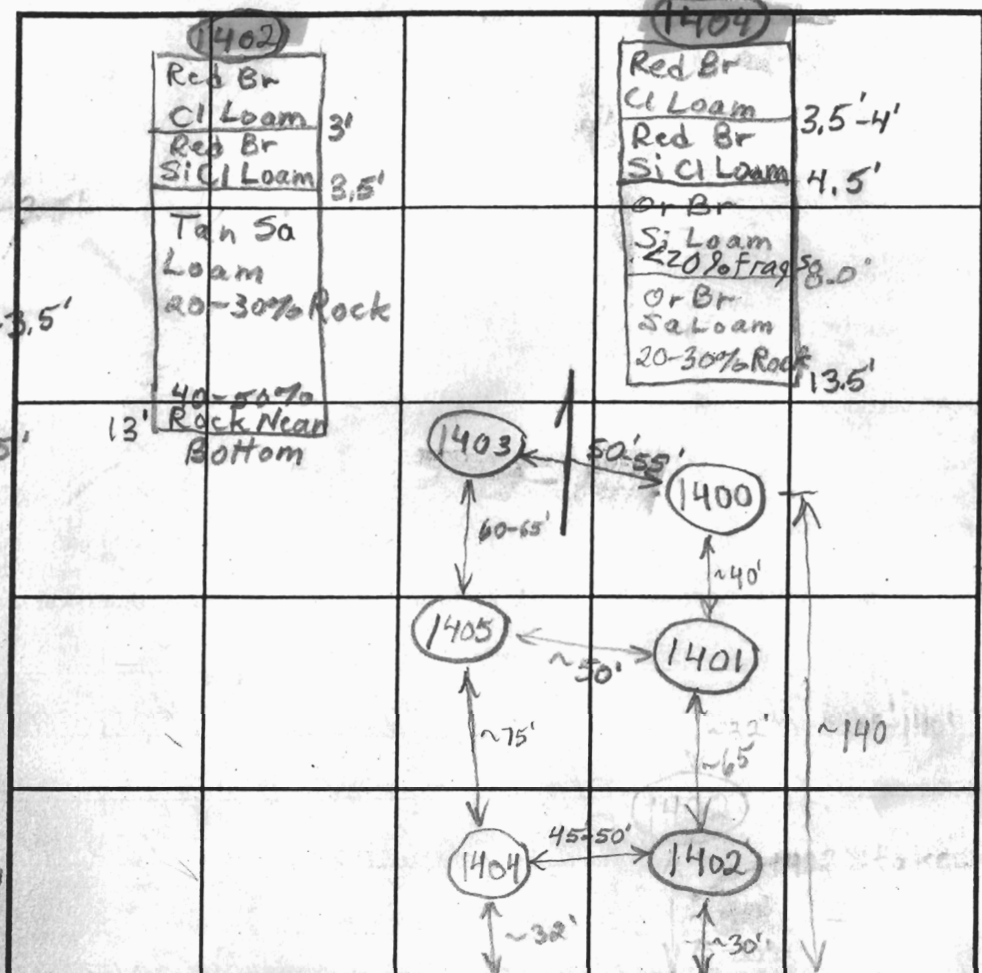 1402
Red Br
Cl Loam
3'
Red Br
Si Cl Loam
3.5'
Tan Sa
Loam
20-30% Rock
40-50%
Rock Near
Bottom
13'
1404
Red Br
Cl Loam
3.5'-4'
Red Br
Si Cl Loam
4.5'
Or Br
Si Loam
<20% frags
8.0'
Or Br
Sa Loam
20-30% Rock
13.5'
-3.5'
5'
1403
50'-55'
1400
60-65'
~40'
1405
~50'
1401
~75'
~65
~140
1404
45-50'
1402
~32'
~30'